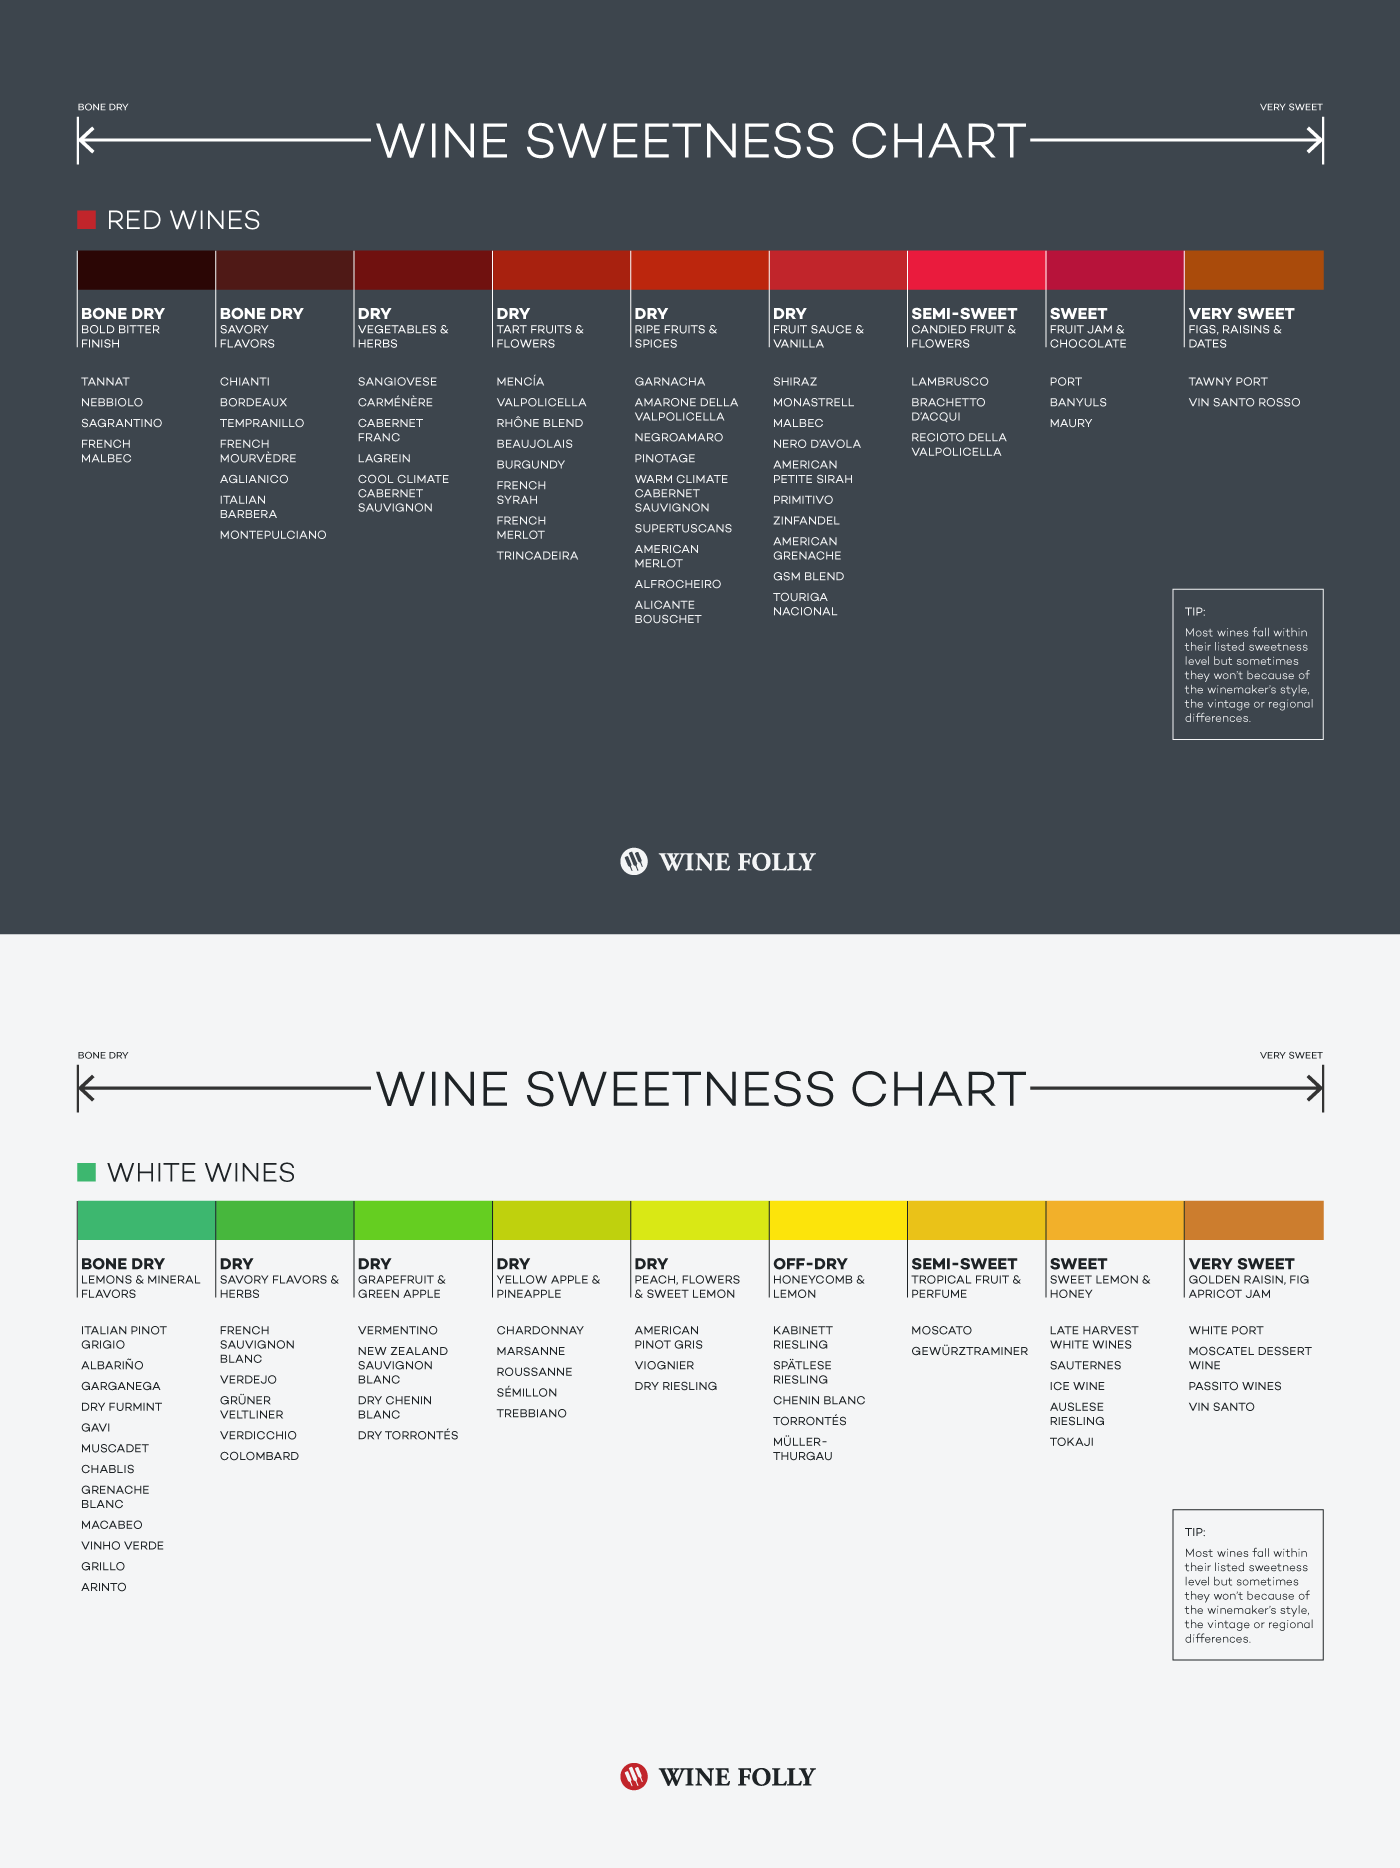 BONE DRY
VERY SWEET
WINE SWEETNESS CHART
RED WINES
BONE DRY
BOLD BITTER
FINISH
TANNAT
NEBBIOLO
SAGRANTINO
FRENCH
MALBEC
BONE DRY
SAVORY
FLAVORS
CHIANTI
BORDEAUX
TEMPRANILLO
FRENCH
MOURVÈDRE
AGLIANICO
ITALIAN
BARBERA
MONTEPULCIANO
DRY
VEGETABLES &
HERBS
SANGIOVESE
CARMÉNÈRE
CABERNET
FRANC
LAGREIN
COOL CLIMATE
CABERNET
SAUVIGNON
DRY
TART FRUITS &
FLOWERS
MENCÍA
VALPOLICELLA
RHÔNE BLEND
BEAUJOLAIS
BURGUNDY
FRENCH
SYRAH
FRENCH
MERLOT
TRINCADEIRA
DRY
RIPE FRUITS &
SPICES
GARNACHA
AMARONE DELLA
VALPOLICELLA
NEGROAMARO
PINOTAGE
WARM CLIMATE
CABERNET
SAUVIGNON
SUPERTUSCANS
AMERICAN
MERLOT
ALFROCHEIRO
ALICANTE
BOUSCHET
DRY
FRUIT SAUCE &
VANILLA
SHIRAZ
MONASTRELL
MALBEC
NERO D'AVOLA
AMERICAN
PETITE SIRAH
PRIMITIVO
ZINFANDEL
AMERICAN
GRENACHE
GSM BLEND
TOURIGA
NACIONAL
SEMI-SWEET
CANDIED FRUIT &
FLOWERS
LAMBRUSCO
BRACHETTO
D'ACQUI
RECIOTO DELLA
VALPOLICELLA
SWEET
FRUIT JAM &
CHOCOLATE
PORT
BANYULS
MAURY
VERY SWEET
FIGS, RAISINS &
DATES
TAWNY PORT
VIN SANTO ROSSO
TIP:
Most wines fall within
their listed sweetness
level but sometimes
they won't because of
the winemaker's style,
the vintage or regional
differences.
WINE FOLLY
BONE DRY
VERY SWEET
WINE SWEETNESS CHART
WHITE WINES
BONE DRY
LEMONS & MINERAL
FLAVORS
ITALIAN PINOT
GRIGIO
ALBARIÑO
GARGANEGA
DRY FURMINT
GAVI
MUSCADET
CHABLIS
GRENACHE
BLANC
MACABEO
VINHO VERDE
GRILLO
ARINTO
DRY
SAVORY FLAVORS &
HERBS
FRENCH
SAUVIGNON
BLANC
VERDEJO
GRÜNER
VELTLINER
VERDICCHIO
COLOMBARD
DRY
GRAPEFRUIT &
GREEN APPLE
VERMENTINO
NEW ZEALAND
SAUVIGNON
BLANC
DRY CHENIN
BLANC
DRY TORRONTÉS
DRY
YELLOW APPLE &
PINEAPPLE
CHARDONNAY
MARSANNE
ROUSSANNE
SÉMILLON
TREBBIANO
DRY
PEACH, FLOWERS
& SWEET LEMON
AMERICAN
PINOT GRIS
VIOGNIER
DRY RIESLING
OFF-DRY
HONEYCOMB &
LEMON
KABINETT
RIESLING
SPÄTLESE
RIESLING
CHENIN BLANC
TORRONTÉS
MÜLLER-
THURGAU
SEMI-SWEET
TROPICAL FRUIT &
PERFUME
MOSCATO
GEWÜRZTRAMINER
SWEET
SWEET LEMON &
HONEY
LATE HARVEST
WHITE WINES
SAUTERNES
ICE WINE
AUSLESE
RIESLING
TOKAJI
VERY SWEET
GOLDEN RAISIN, FIG
APRICOT JAM
WHITE PORT
MOSCATEL DESSERT
WINE
PASSITO WINES
VIN SANTO
TIP:
Most wines fall within
their listed sweetness
level but sometimes
they won't because of
the winemaker's style,
the vintage or regional
differences.
WINE FOLLY